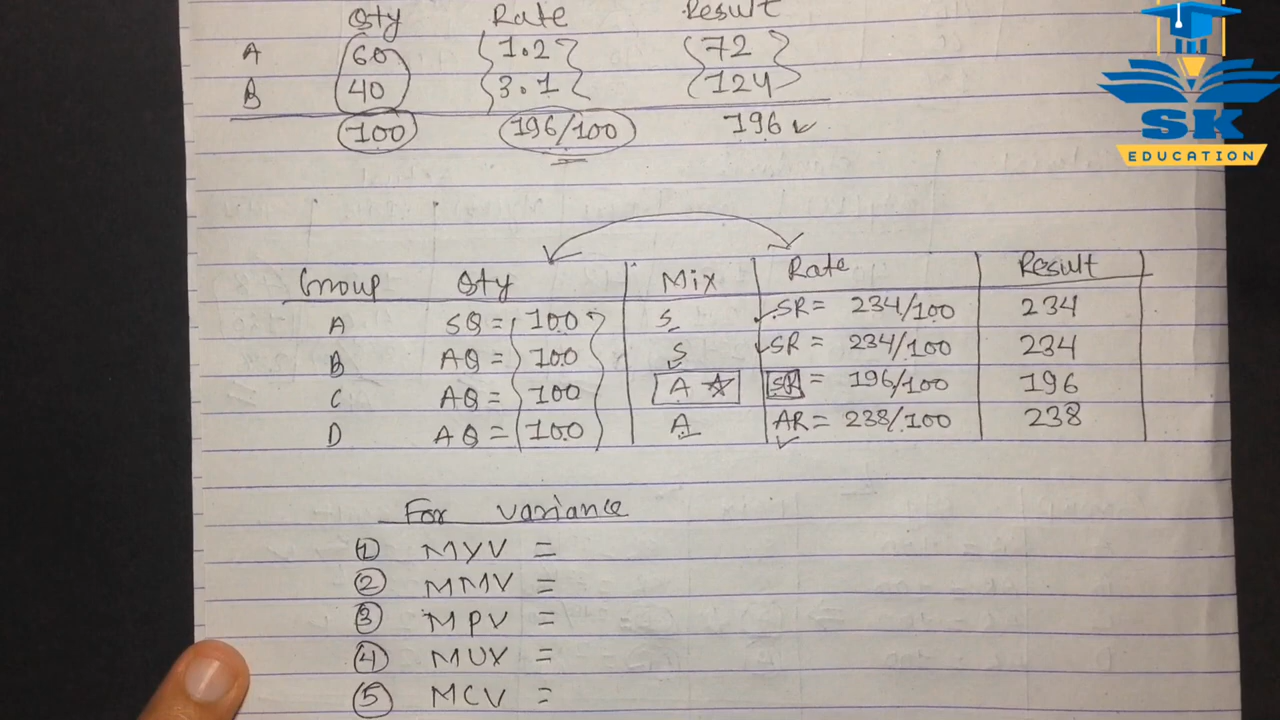 Qty Rate Result
A 60 1.2 72
B 40 3.1 124
100 196/100 196
SK
EDUCATION
Group Qty Mix Rate Result
A SQ = 100 S SR = 234/100 234
B AQ = 100 S SR = 234/100 234
C AQ = 100 A SR = 196/100 196
D AQ = 100 A AR = 238/100 238
For variance
① MYV =
② MMV =
③ MPV =
④ MUV =
⑤ MCV =